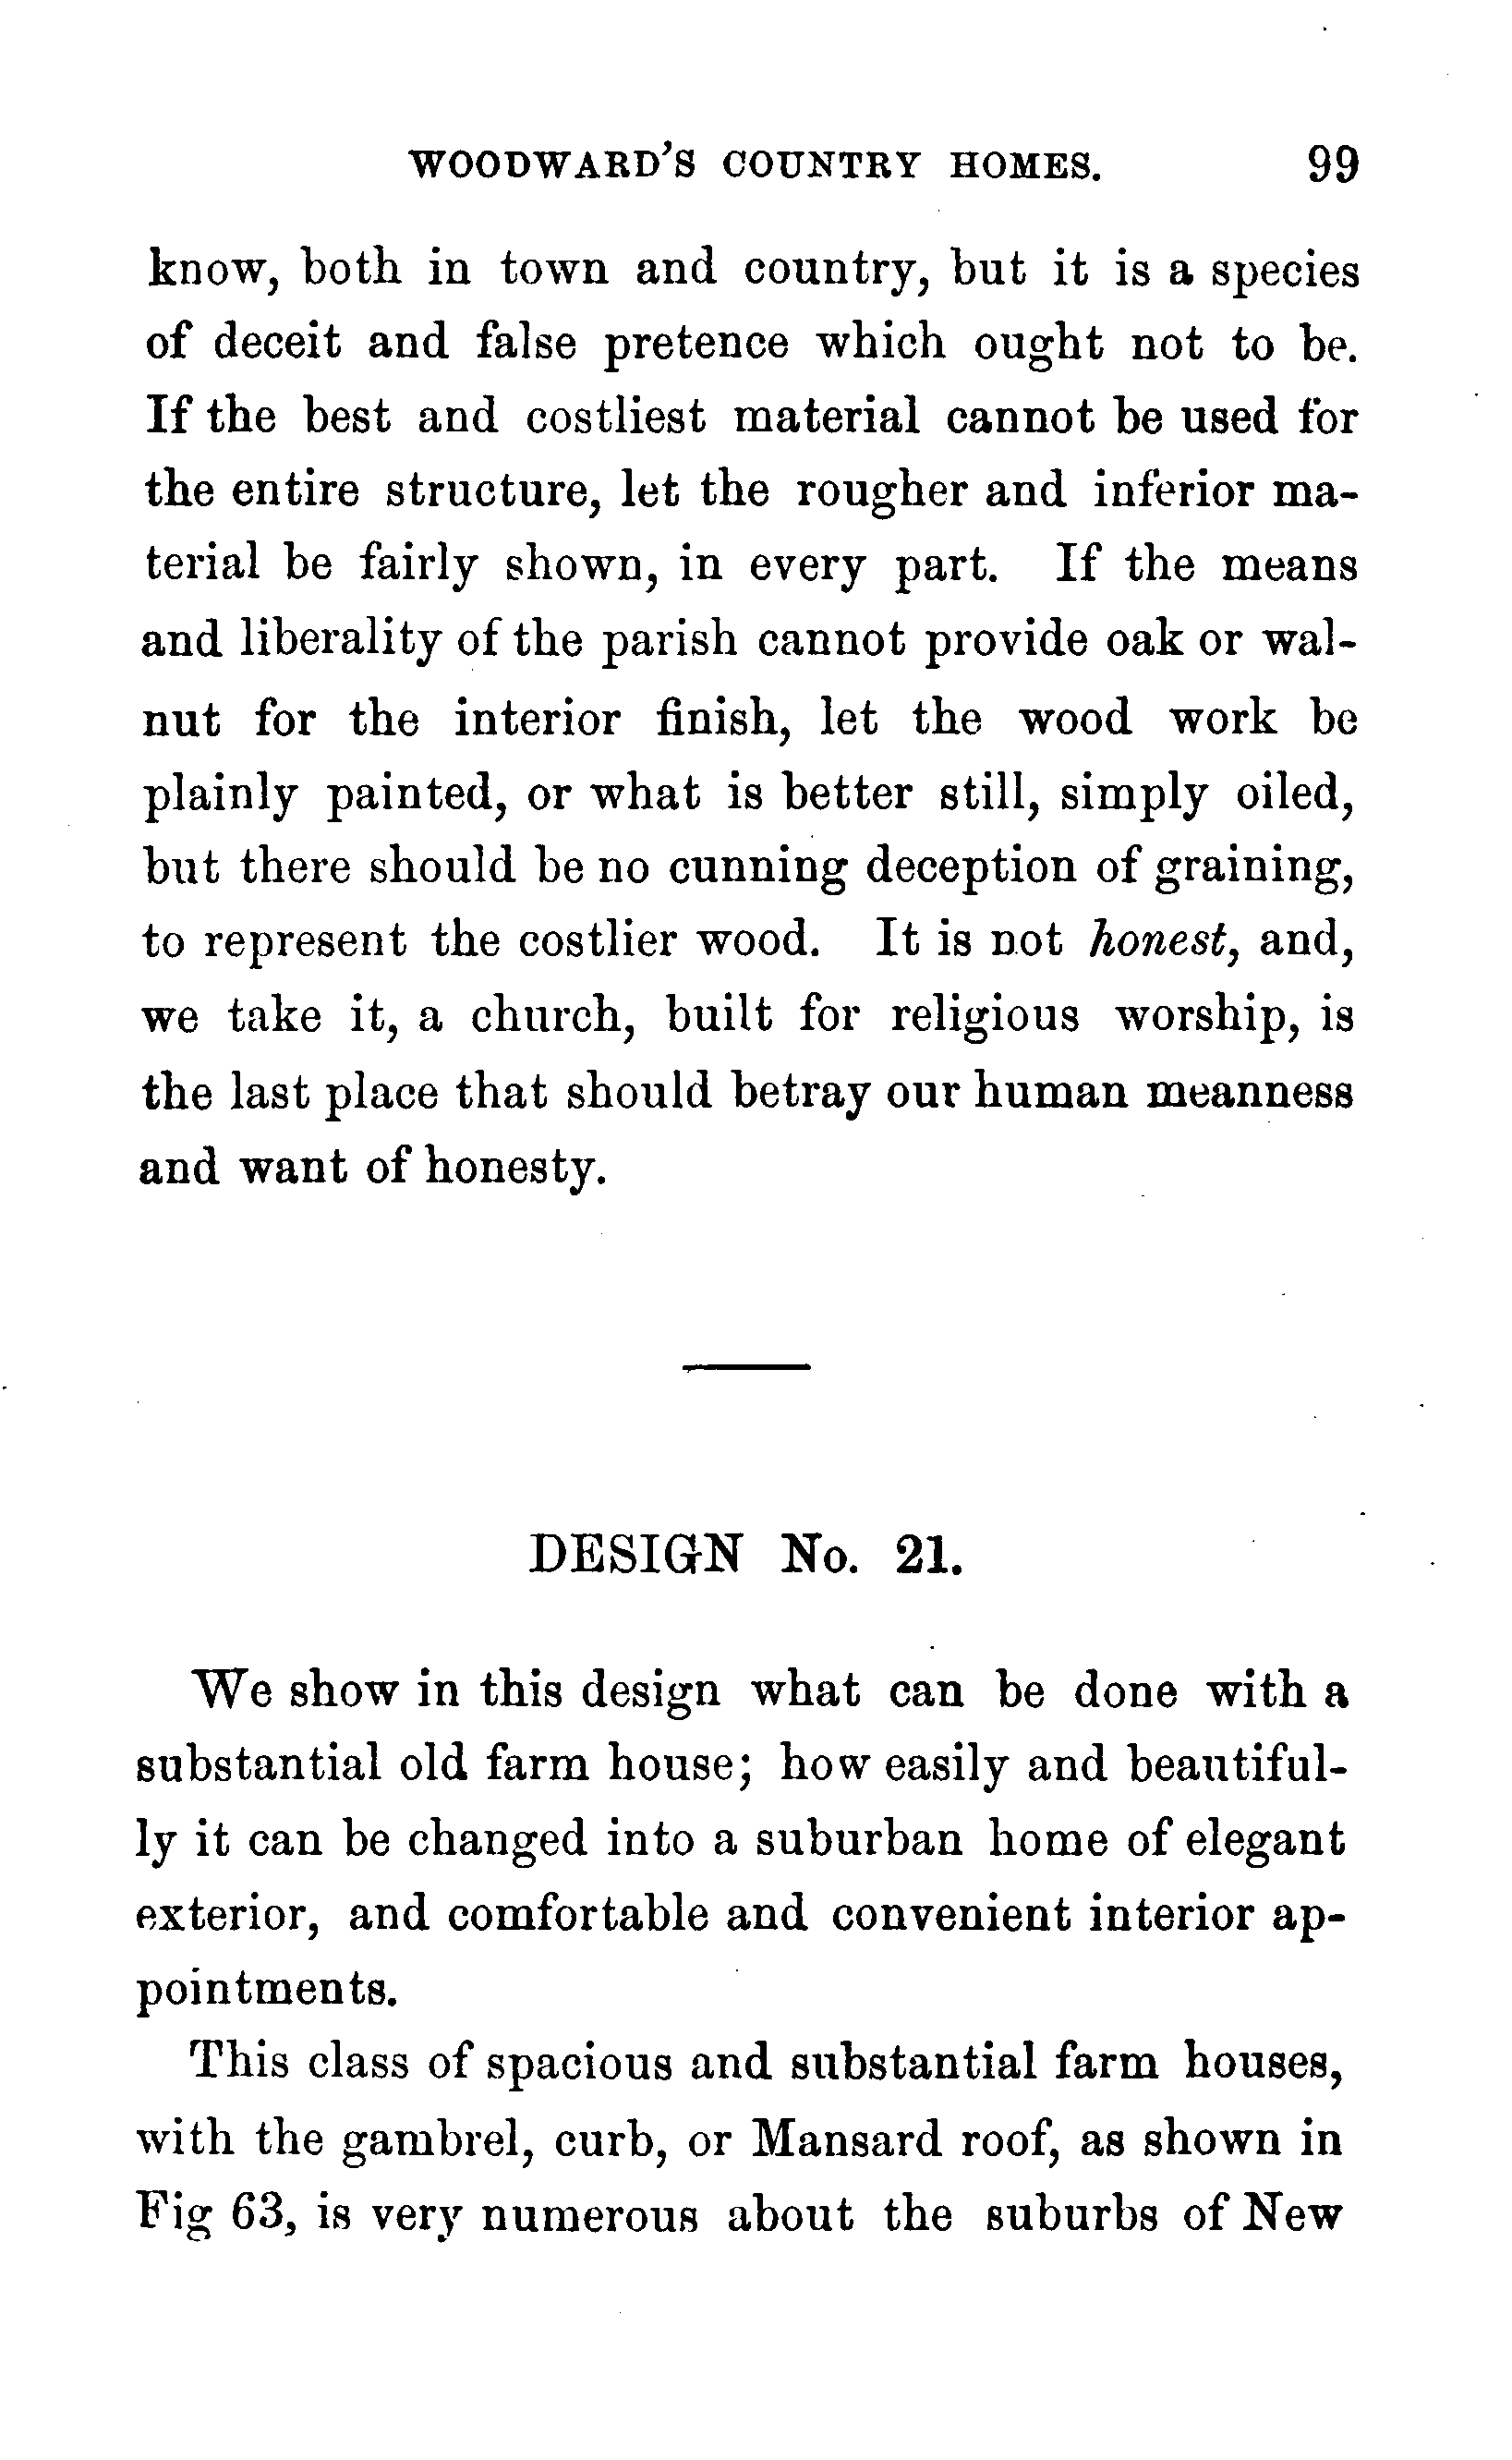 WOODWARD'S COUNTRY HOMES. 99
know, both in town and country, but it is a species
of deceit and false pretence which ought not to be.
If the best and costliest material cannot be used for
the entire structure, let the rougher and inferior ma-
terial be fairly shown, in every part. If the means
and liberality of the parish cannot provide oak or wal-
nut for the interior finish, let the wood work be
plainly painted, or what is better still, simply oiled,
but there should be no cunning deception of graining,
to represent the costlier wood. It is not honest, and,
we take it, a church, built for religious worship, is
the last place that should betray our human meanness
and want of honesty.
DESIGN No. 21.
We show in this design what can be done with a
substantial old farm house; how easily and beautiful-
ly it can be changed into a suburban home of elegant
exterior, and comfortable and convenient interior ap-
pointments.
This class of spacious and substantial farm houses,
with the gambrel, curb, or Mansard roof, as shown in
Fig 63, is very numerous about the suburbs of New